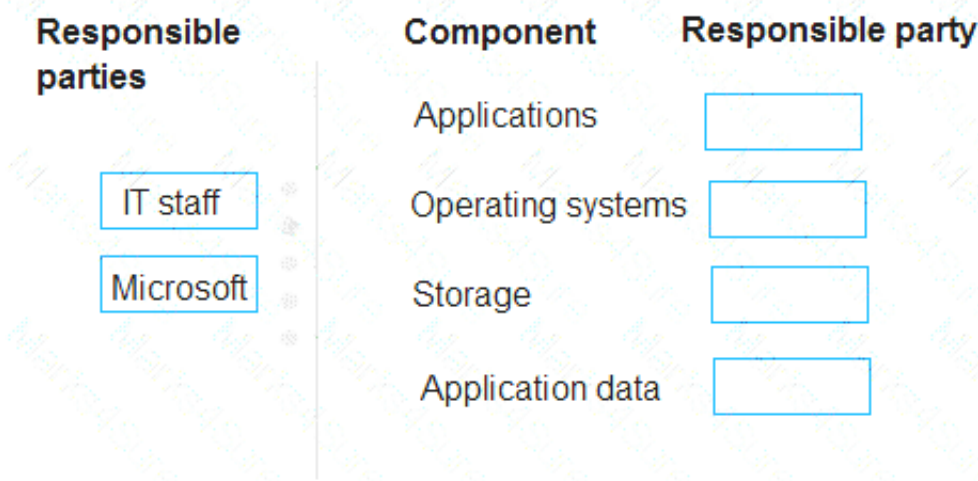 Responsible parties
Component
Responsible party
Applications
IT staff
Operating systems
Microsoft
Storage
Application data